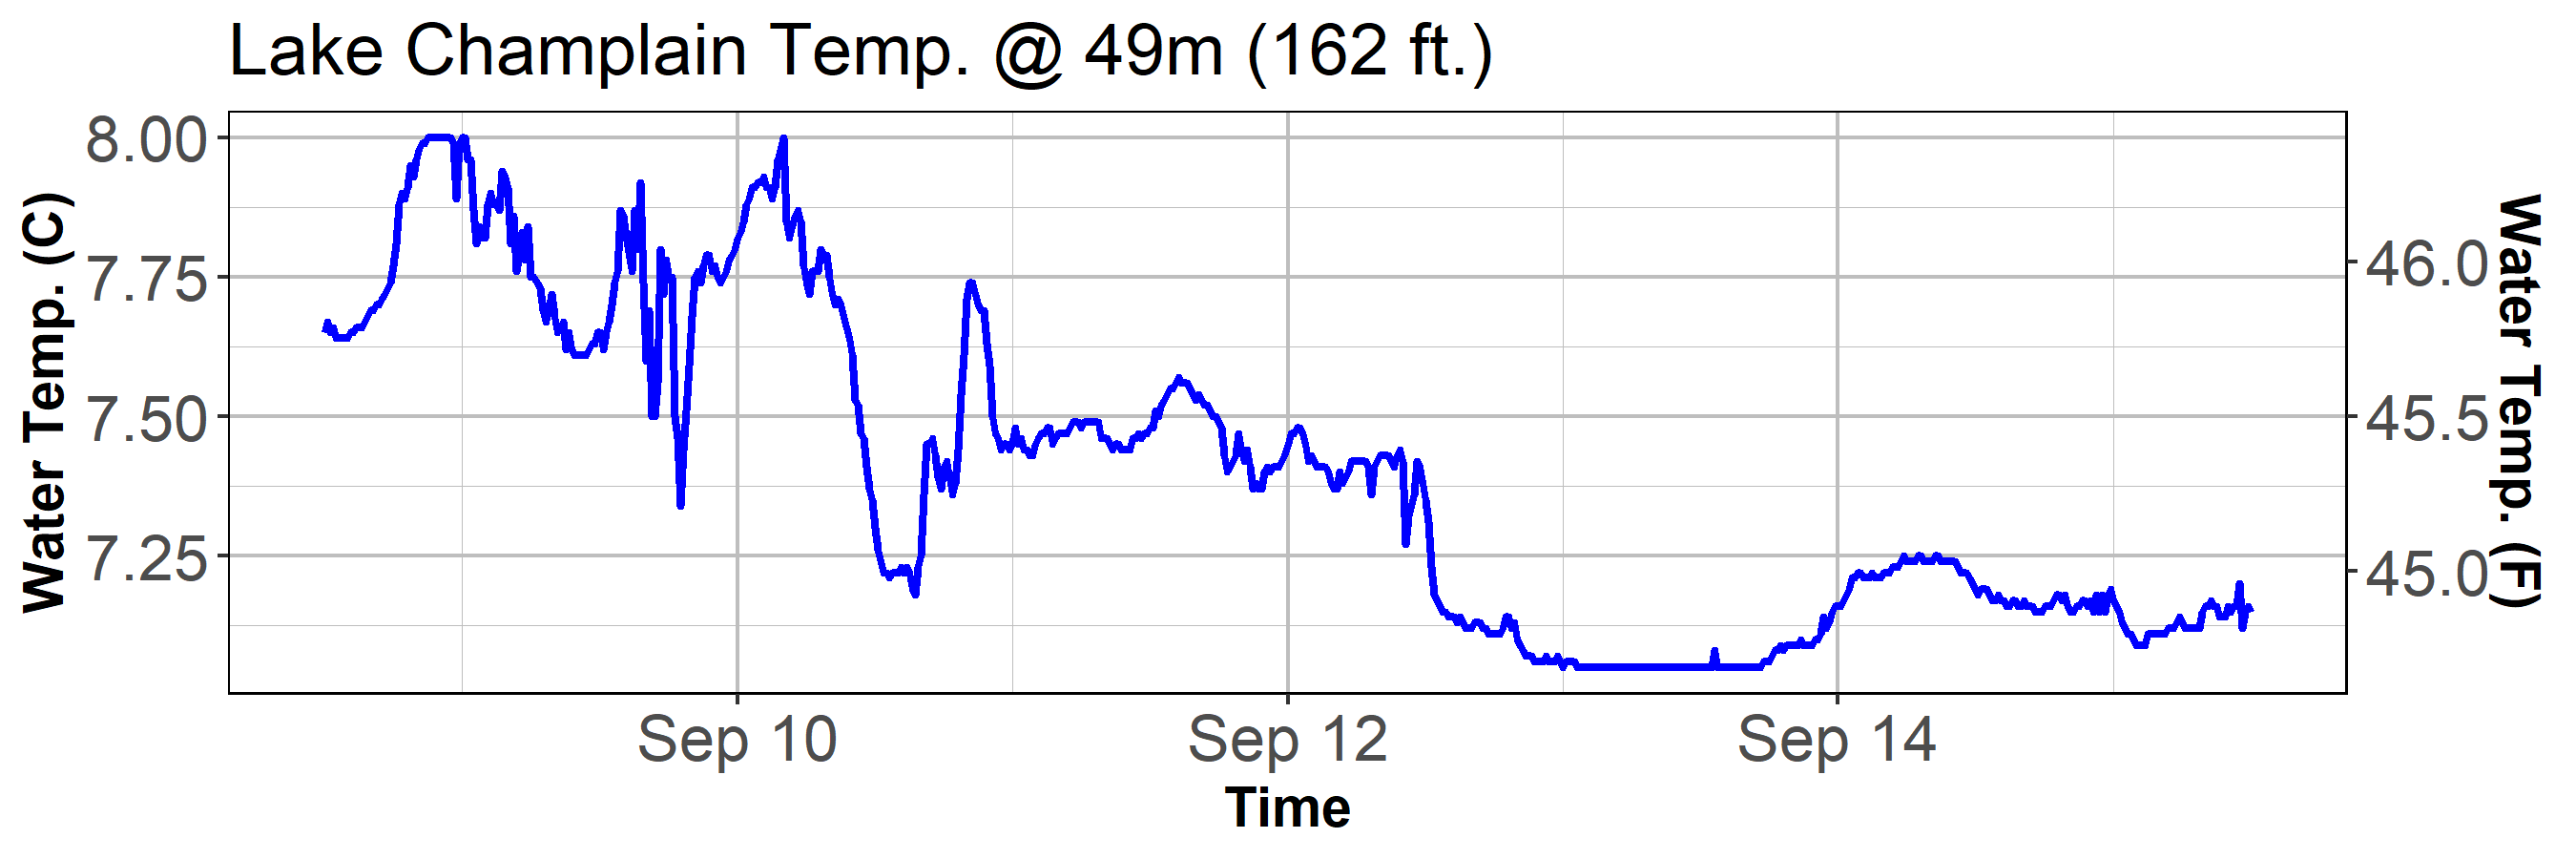 Lake Champlain Temp. @ 49m (162 ft.)
Water Temp. (C)
8.00
7.75
7.50
7.25
46.0
45.5
45.0
Water Temp. (F)
Sep 10
Sep 12
Sep 14
Time